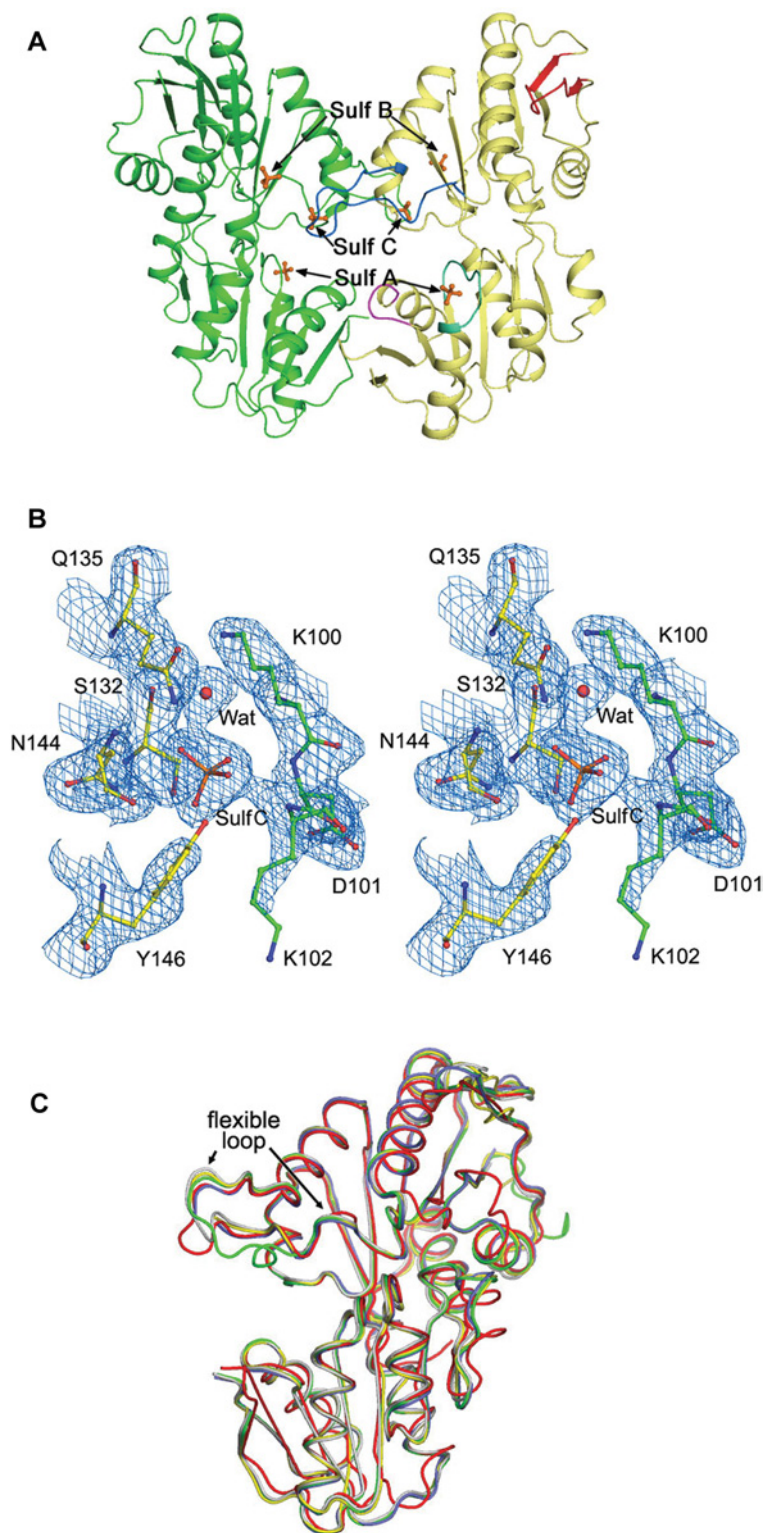 A
Sulf B
Sulf C
Sulf A
B
Q135
K100
S132
Wat
N144
SulfC
D101
Y146
K102
Q135
K100
S132
Wat
N144
SulfC
D101
Y146
K102
C
flexible
loop